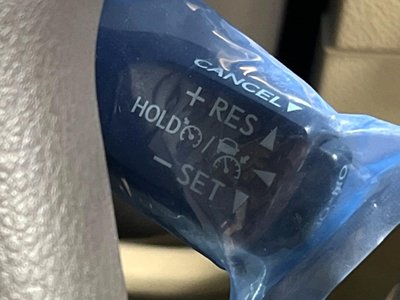 CANCEL▼
+ RES ▲
HOLD / ◀
− SET ▼